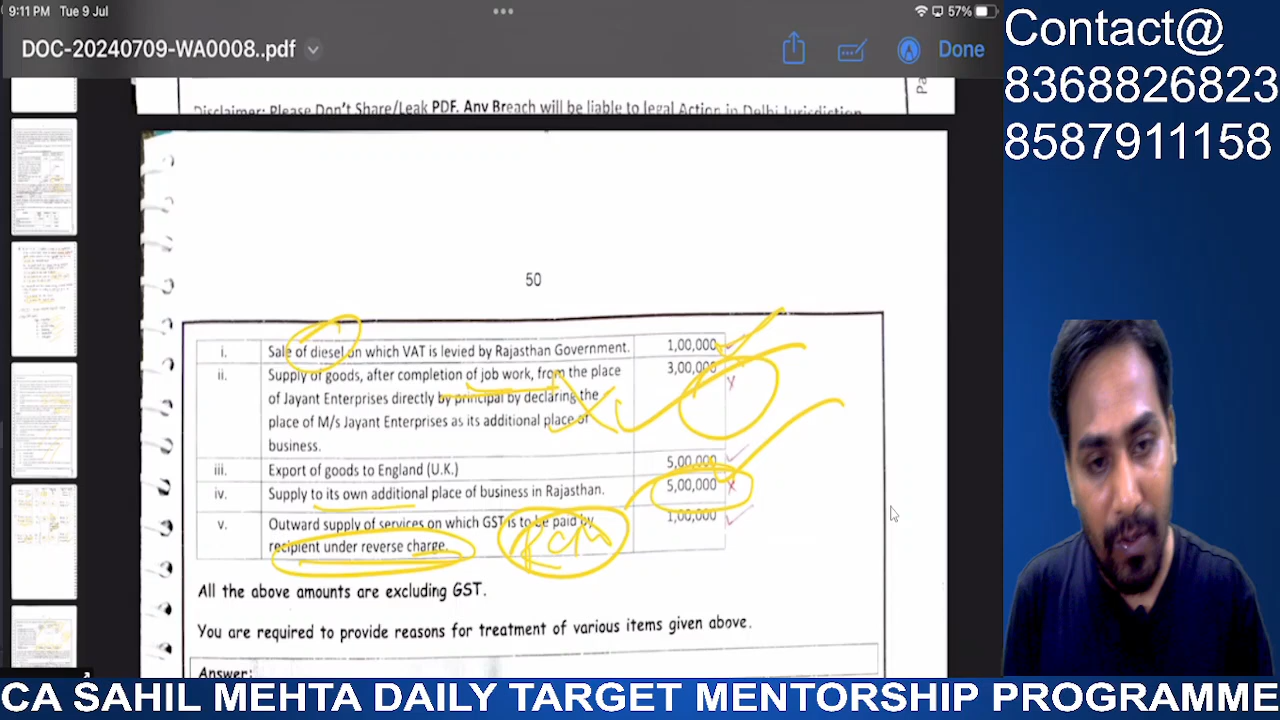 9:11 PM Tue 9 Jul
57%
DOC-20240709-WA0008..pdf
Done
Contact@
8368826823
8587911158
Disclaimer: Please Don't Share/Leak PDF. Any Breach will be liable to legal Action in Delhi Jurisdiction
50
i. Sale of diesel on which VAT is levied by Rajasthan Government. 1,00,000
ii. Supply of goods, after completion of job work, from the place 3,00,000
of Jayant Enterprises directly by principal by declaring the
place of M/s Jayant Enterprises as its additional place of
business.
iii. Export of goods to England (U.K.) 5,00,000
iv. Supply to its own additional place of business in Rajasthan. 5,00,000
v. Outward supply of services on which GST is to be paid by 1,00,000
recipient under reverse charge
RCM
All the above amounts are excluding GST.
You are required to provide reasons for treatment of various items given above.
Answer:
CA SAHIL MEHTA DAILY TARGET MENTORSHIP PROGRAMME